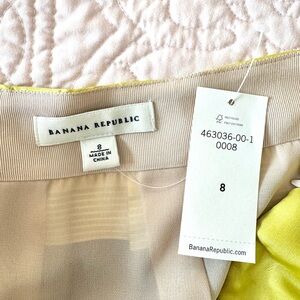 BANANA REPUBLIC
8
MADE IN
CHINA
463036-00-1
0008
8
BananaRepublic.com